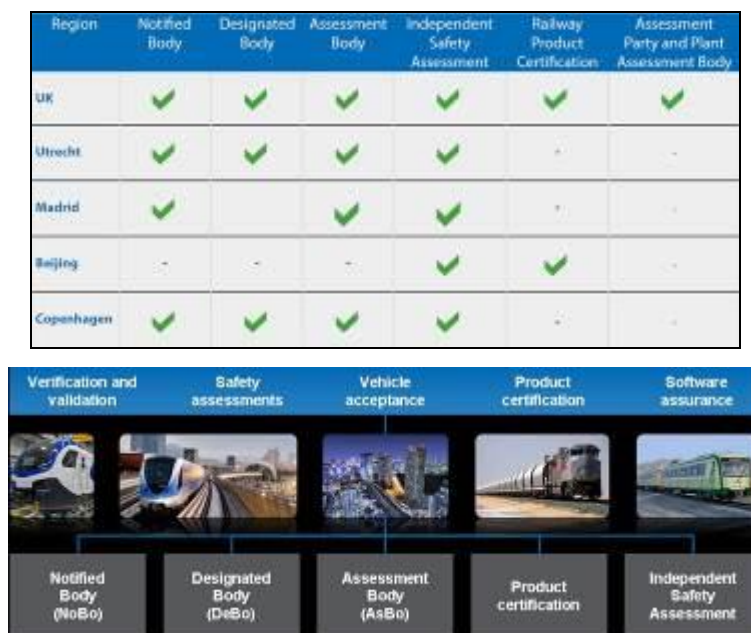 Region Notified Body Designated Body Assessment Body Independent Safety Assessment Railway Product Certification Assessment Party and Plant Assessment Body
UK
Utrecht - -
Madrid - -
Beijing - - - -
Copenhagen - -
Verification and validation Safety assessments Vehicle acceptance Product certification Software assurance
Notified Body (NoBo) Designated Body (DeBo) Assessment Body (AsBo) Product certification Independent Safety Assessment